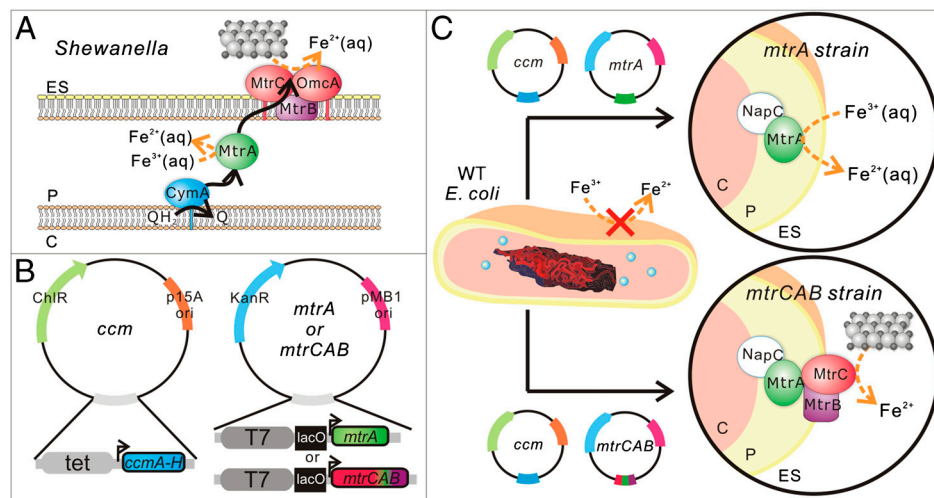 A
Shewanella
Fe²⁺(aq)
MtrC
OmcA
ES
MtrB
Fe²⁺(aq)
Fe³⁺(aq)
MtrA
CymA
P
QH₂
Q
C
B
ChlR
p15A
ori
ccm
tet
ccmA-H
KanR
pMB1
ori
mtrA
or
mtrCAB
T7
lacO
mtrA
or
T7
lacO
mtrCAB
C
ccm
mtrA
WT
E. coli
Fe³⁺
Fe²⁺
ccm
mtrCAB
mtrA strain
NapC
MtrA
Fe³⁺(aq)
Fe²⁺(aq)
C
P
ES
mtrCAB strain
NapC
MtrA
MtrC
MtrB
Fe²⁺
C
P
ES